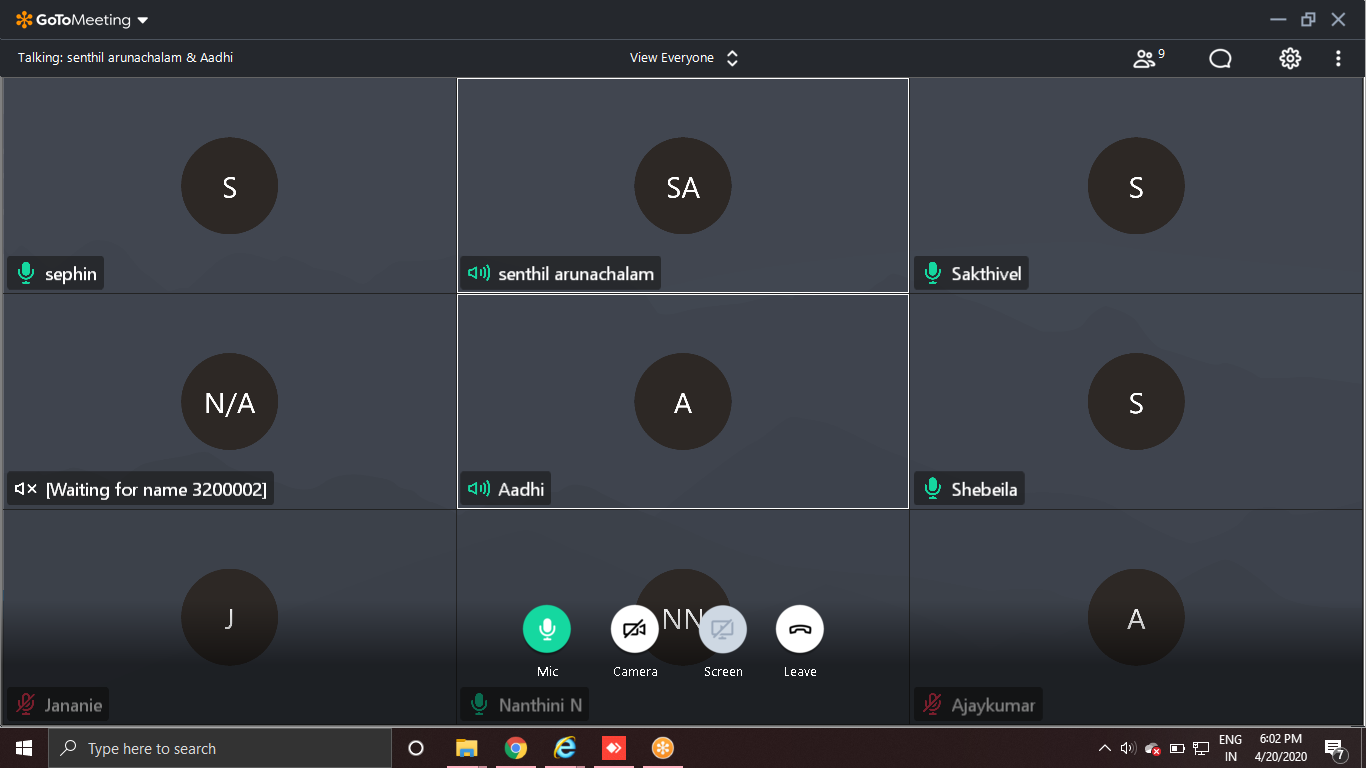 GoToMeeting
Talking: senthil arunachalam & Aadhi
View Everyone
9
S
SA
S
sephin
senthil arunachalam
Sakthivel
N/A
A
S
[Waiting for name 3200002]
Aadhi
Shebeila
J
NN
A
Mic
Camera
Screen
Leave
Jananie
Nanthini N
Ajaykumar
Type here to search
ENG
IN
6:02 PM
4/20/2020
7